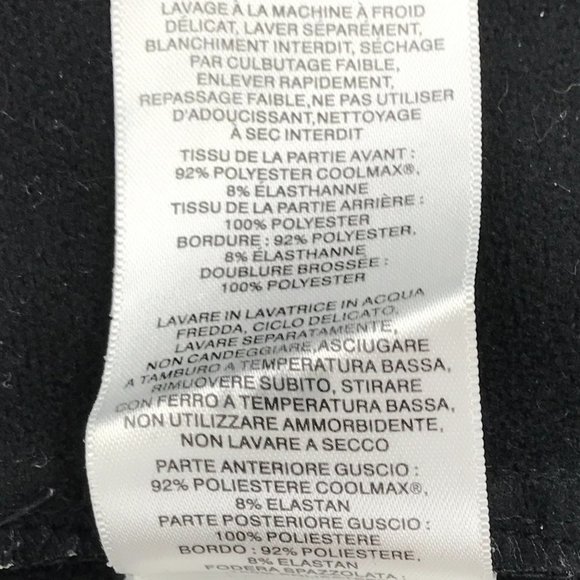 LAVAGE À LA MACHINE À FROID
DÉLICAT, LAVER SÉPARÉMENT,
BLANCHIMENT INTERDIT, SÉCHAGE
PAR CULBUTAGE FAIBLE,
ENLEVER RAPIDEMENT,
REPASSAGE FAIBLE,NE PAS UTILISER
D'ADOUCISSANT,NETTOYAGE
À SEC INTERDIT
TISSU DE LA PARTIE AVANT :
92% POLYESTER COOLMAX®,
8% ÉLASTHANNE
TISSU DE LA PARTIE ARRIÈRE :
100% POLYESTER
BORDURE : 92% POLYESTER,
8% ÉLASTHANNE
DOUBLURE BROSSÉE :
100% POLYESTER
LAVARE IN LAVATRICE IN ACQUA
FREDDA, CICLO DELICATO,
LAVARE SEPARATAMENTE,
NON CANDEGGIARE,ASCIUGARE
A TAMBURO A TEMPERATURA BASSA,
RIMUOVERE SUBITO, STIRARE
CON FERRO A TEMPERATURA BASSA,
NON UTILIZZARE AMMORBIDENTE,
NON LAVARE A SECCO
PARTE ANTERIORE GUSCIO :
92% POLIESTERE COOLMAX®,
8% ELASTAN
PARTE POSTERIORE GUSCIO :
100% POLIESTERE
BORDO : 92% POLIESTERE,
8% ELASTAN
FODERA SPAZZOLATA :